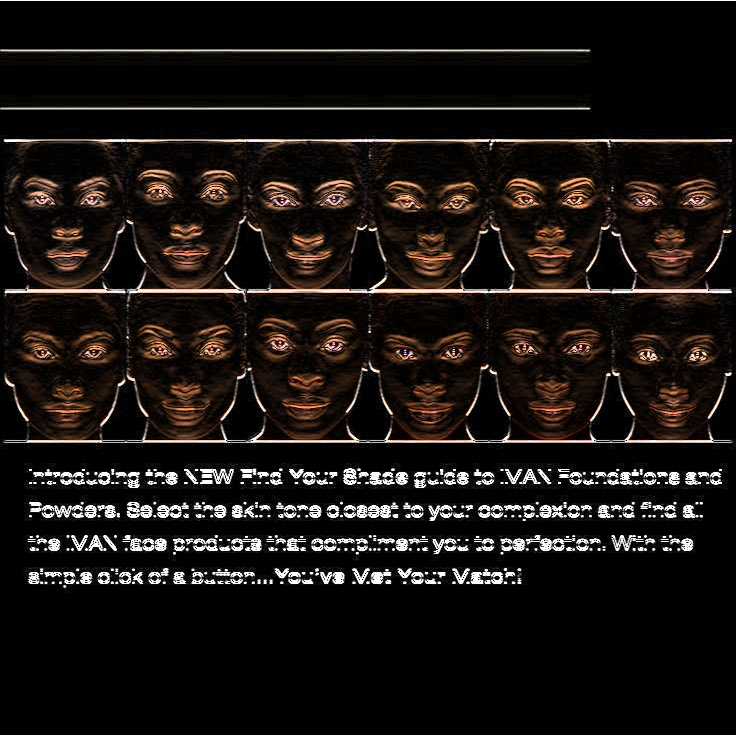 Introducing the NEW Find Your Shade guide to IVAN Foundations and
Powders. Select the skin tone closest to your complexion and find all
the IVAN face products that compliment you to perfection. With the
simple click of a button...You've Met Your Match!